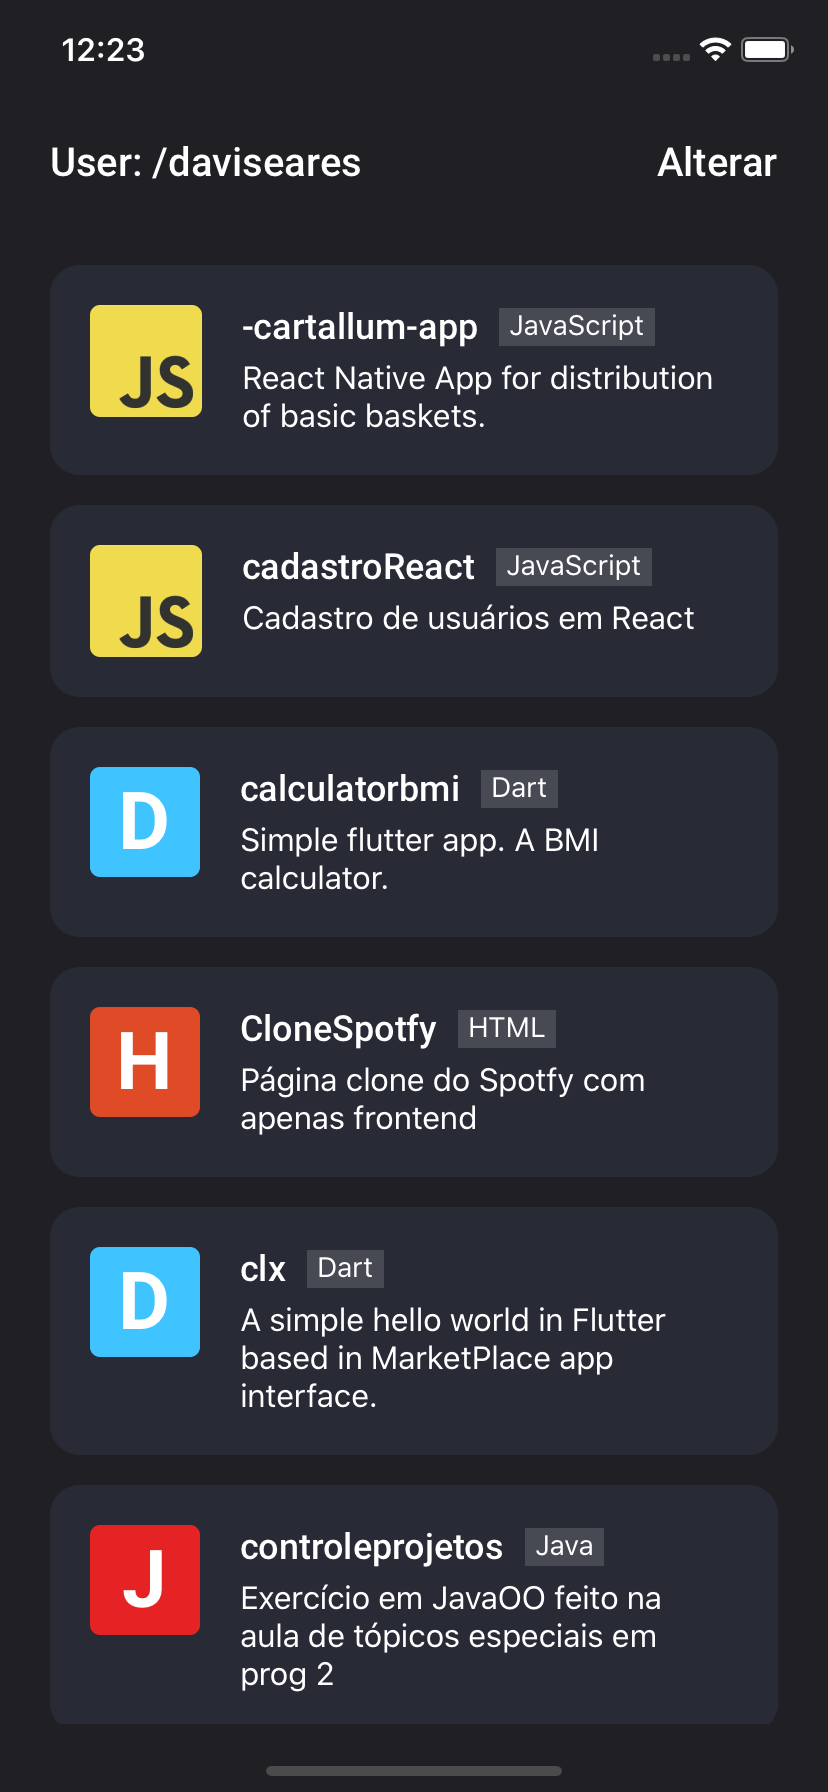 12:23
User: /daviseares Alterar
JS
-cartallum-app JavaScript
React Native App for distribution
of basic baskets.
JS
cadastroReact JavaScript
Cadastro de usuários em React
D
calculatorbmi Dart
Simple flutter app. A BMI
calculator.
H
CloneSpotfy HTML
Página clone do Spotfy com
apenas frontend
D
clx Dart
A simple hello world in Flutter
based in MarketPlace app
interface.
J
controleprojetos Java
Exercício em JavaOO feito na
aula de tópicos especiais em
prog 2